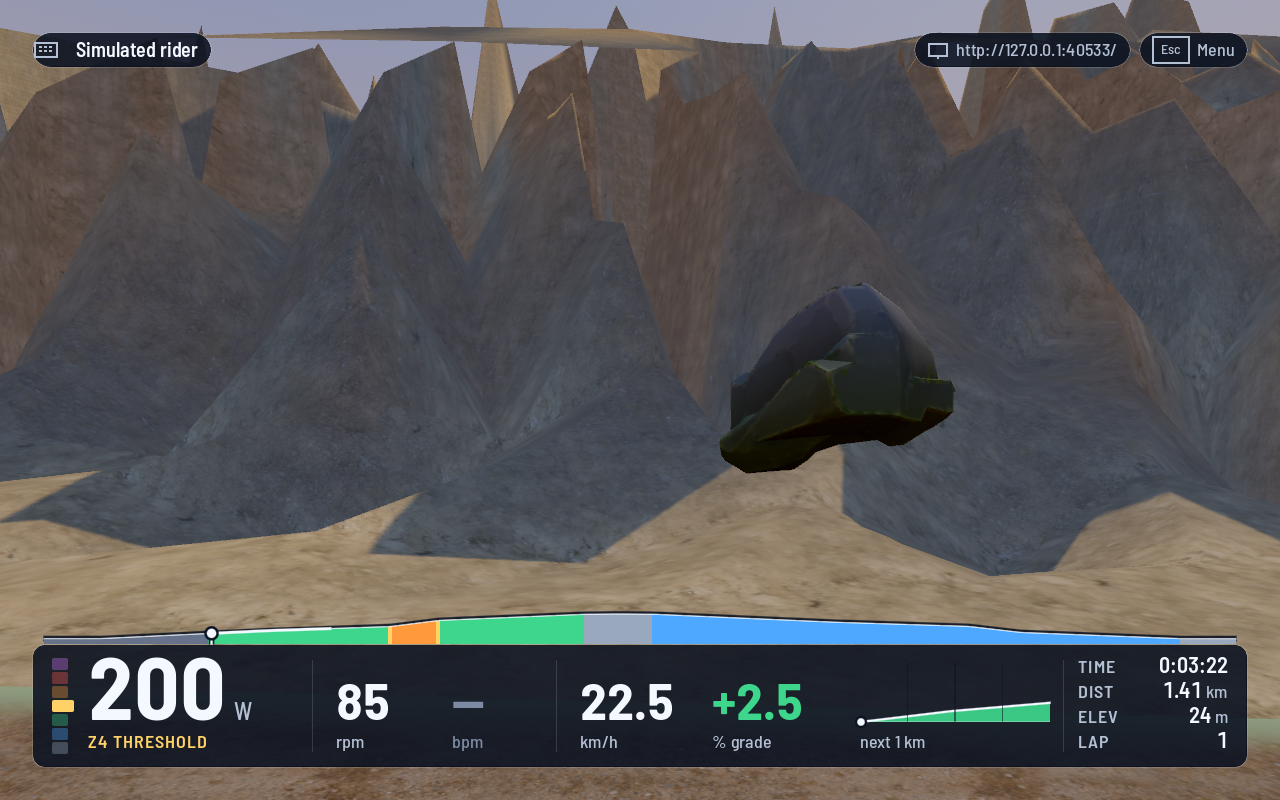 Simulated rider
http://127.0.0.1:40533/
Esc Menu
200 W
Z4 THRESHOLD
85
rpm
—
bpm
22.5
km/h
+2.5
% grade
next 1 km
TIME 0:03:22
DIST 1.41 km
ELEV 24 m
LAP 1